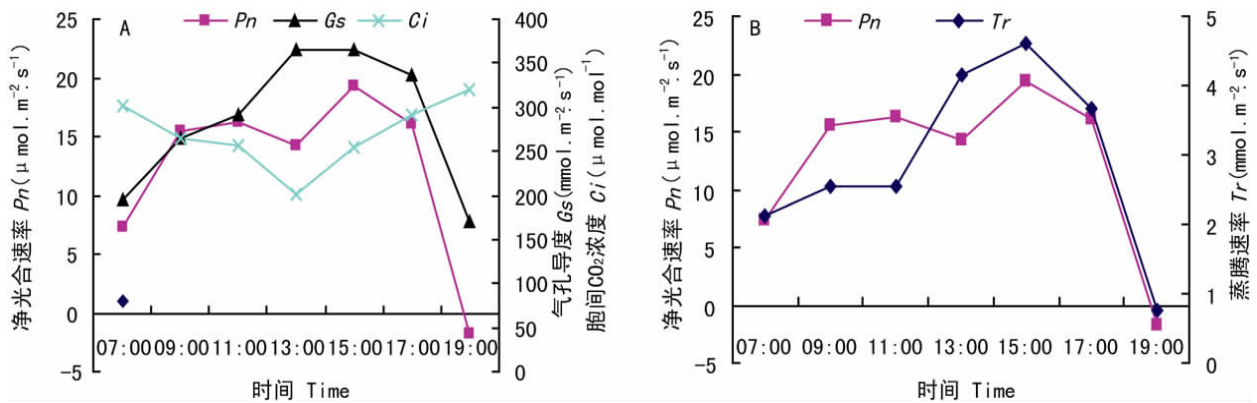 A
Pn Gs Ci
净光合速率 Pn(μmol.m⁻².s⁻¹)
25
20
15
10
5
0
-5
400
350
300
250
200
150
100
50
0
气孔导度 Gs(mmol.m⁻².s⁻¹)
胞间CO₂浓度 Ci(μmol.mol⁻¹)
07:00 09:00 11:00 13:00 15:00 17:00 19:00
时间 Time
B
Pn Tr
净光合速率 Pn(μmol.m⁻².s⁻¹)
25
20
15
10
5
0
-5
5
4
3
2
1
0
蒸腾速率 Tr(mmol.m⁻².s⁻¹)
07:00 09:00 11:00 13:00 15:00 17:00 19:00
时间 Time